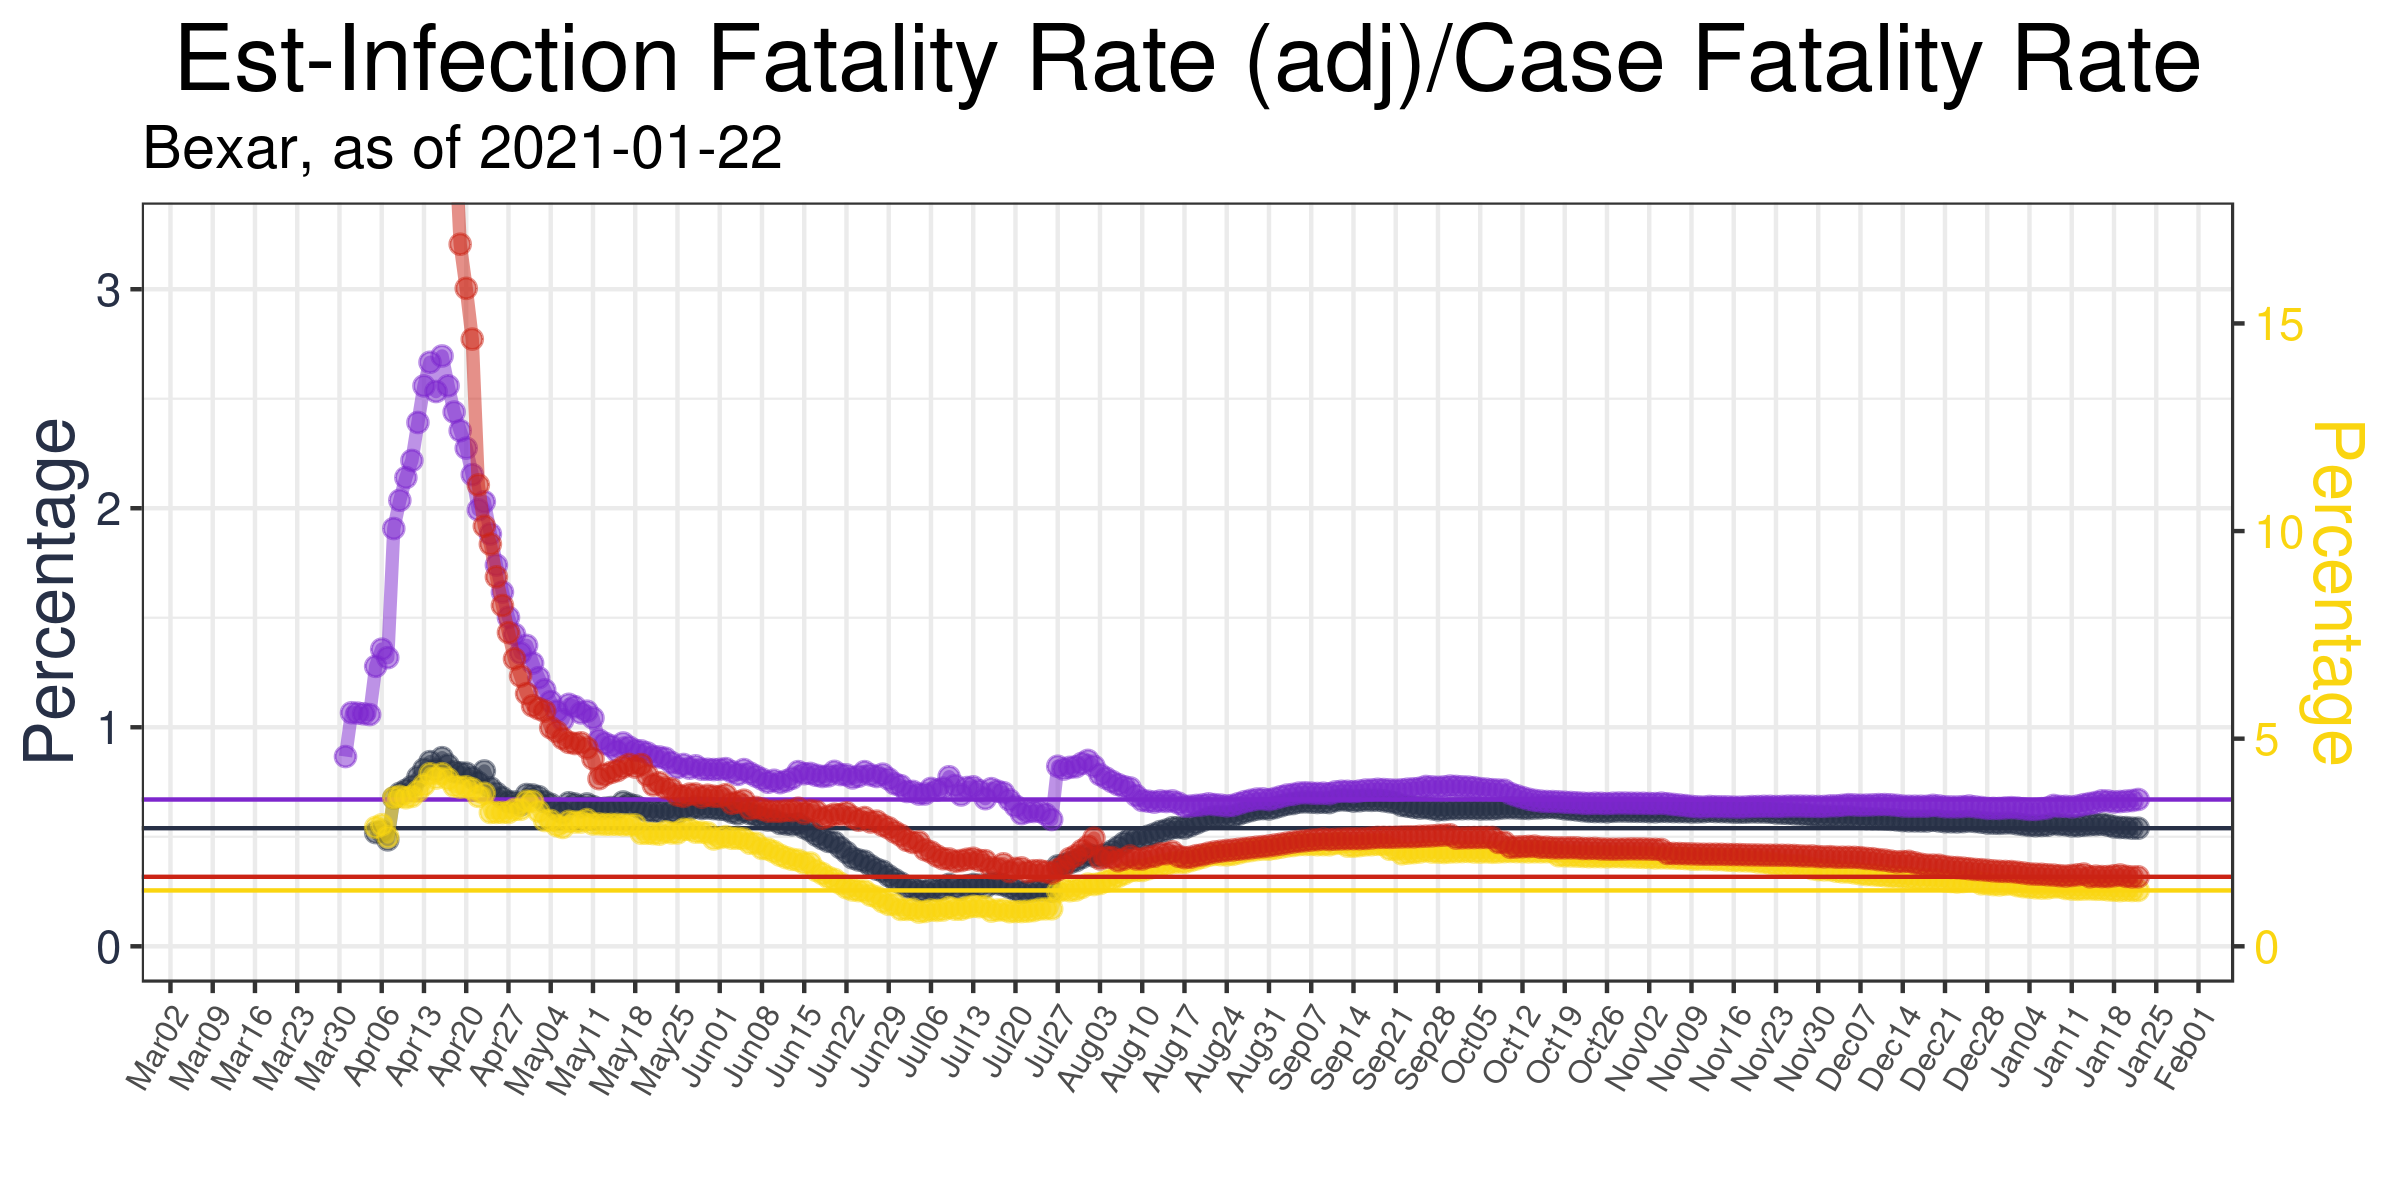 Est-Infection Fatality Rate (adj)/Case Fatality Rate
Bexar, as of 2021-01-22
Percentage
3
2
1
0
15
10
5
0
Percentage
Mar02
Mar09
Mar16
Mar23
Mar30
Apr06
Apr13
Apr20
Apr27
May04
May11
May18
May25
Jun01
Jun08
Jun15
Jun22
Jun29
Jul06
Jul13
Jul20
Jul27
Aug03
Aug10
Aug17
Aug24
Aug31
Sep07
Sep14
Sep21
Sep28
Oct05
Oct12
Oct19
Oct26
Nov02
Nov09
Nov16
Nov23
Nov30
Dec07
Dec14
Dec21
Dec28
Jan04
Jan11
Jan18
Jan25
Feb01